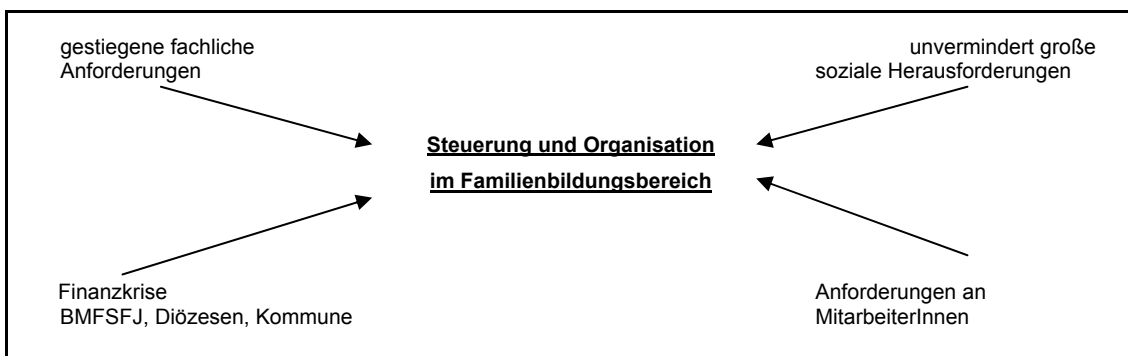 gestiegene fachliche
Anforderungen
unvermindert große
soziale Herausforderungen
Steuerung und Organisation
im Familienbildungsbereich
Finanzkrise
BMFSFJ, Diözesen, Kommune
Anforderungen an
MitarbeiterInnen